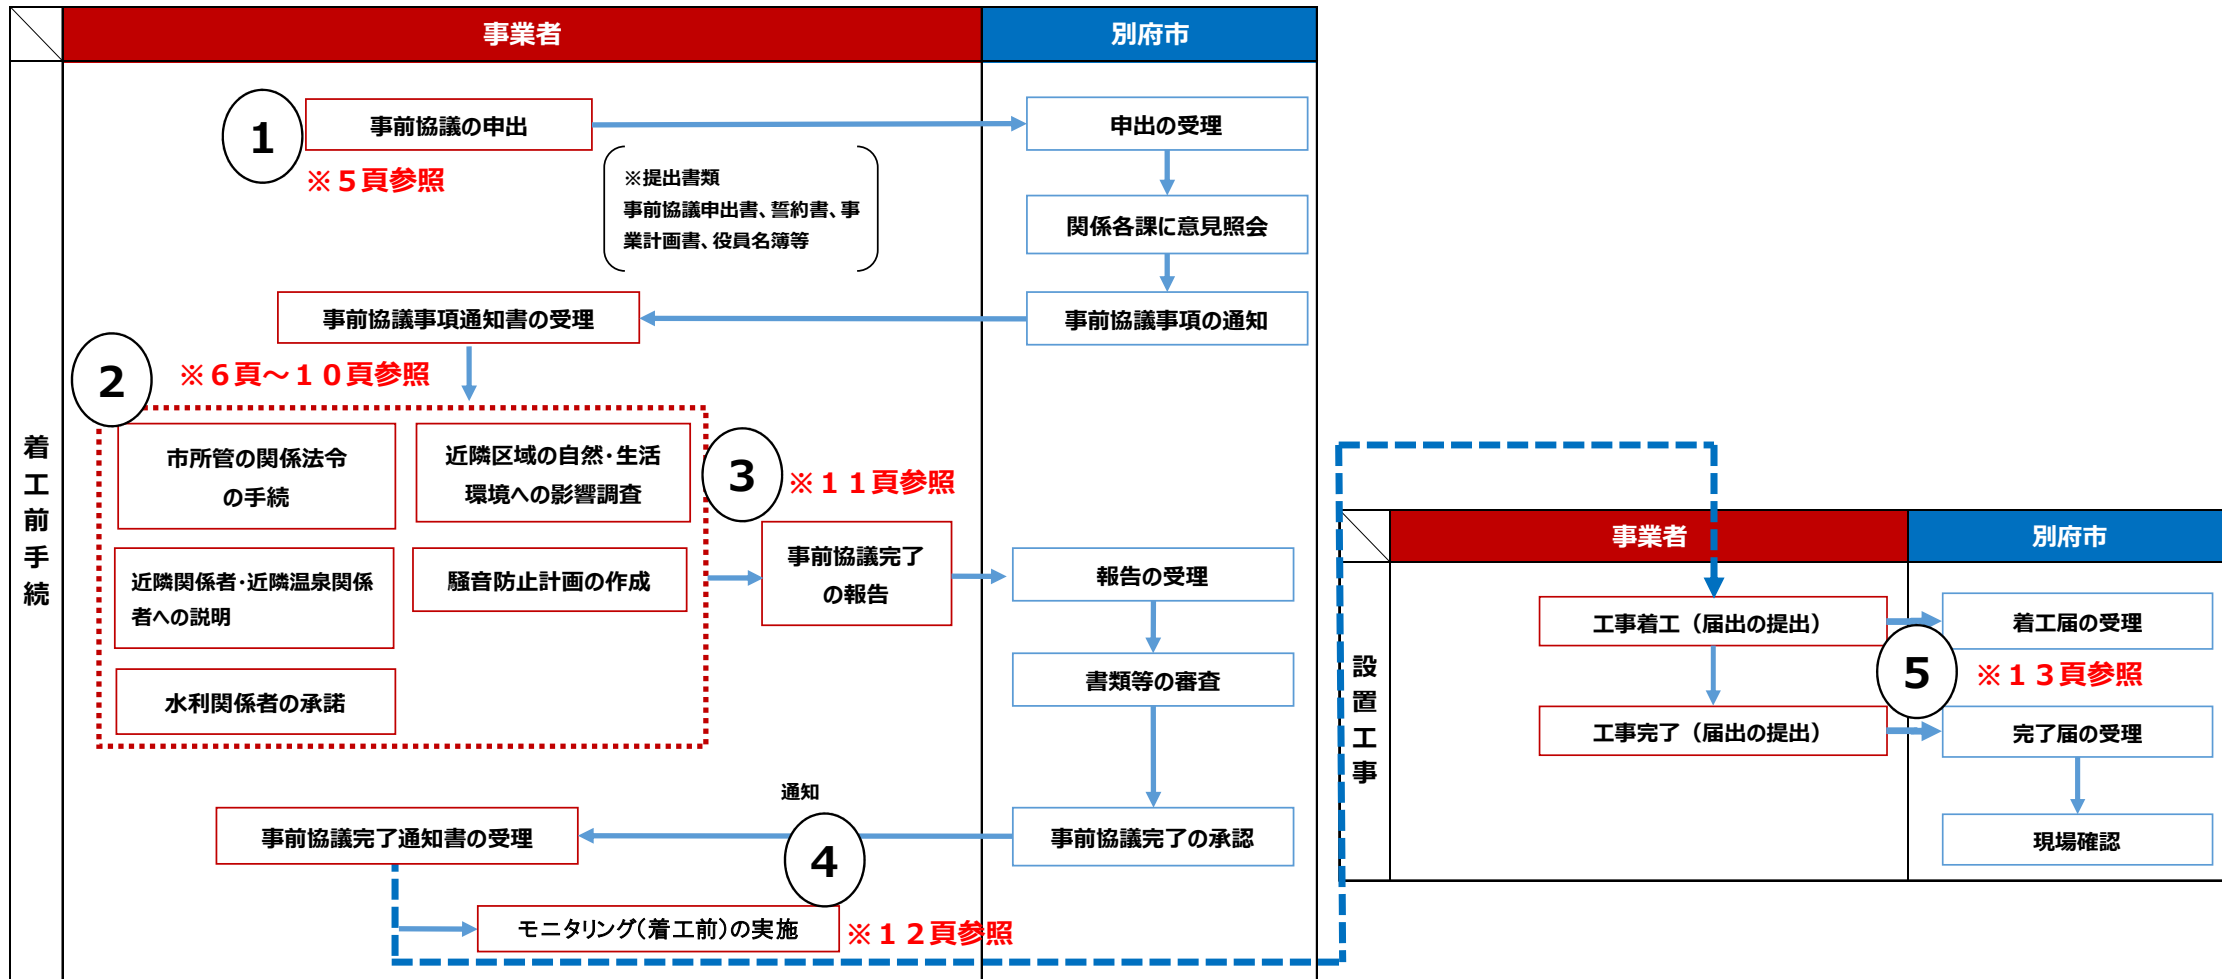 事業者
別府市
着工前手続
1
事前協議の申出
申出の受理
※５頁参照
※提出書類
事前協議申出書、誓約書、事
業計画書、役員名簿等
関係各課に意見照会
事前協議事項通知書の受理
事前協議事項の通知
2
※６頁～１０頁参照
市所管の関係法令
の手続
近隣区域の自然・生活
環境への影響調査
近隣関係者・近隣温泉関係
者への説明
騒音防止計画の作成
水利関係者の承諾
3
※１１頁参照
事前協議完了
の報告
報告の受理
書類等の審査
通知
事前協議完了通知書の受理
事前協議完了の承認
4
モニタリング（着工前）の実施
※１２頁参照
事業者
別府市
設置工事
工事着工（届出の提出）
着工届の受理
5
※１３頁参照
工事完了（届出の提出）
完了届の受理
現場確認